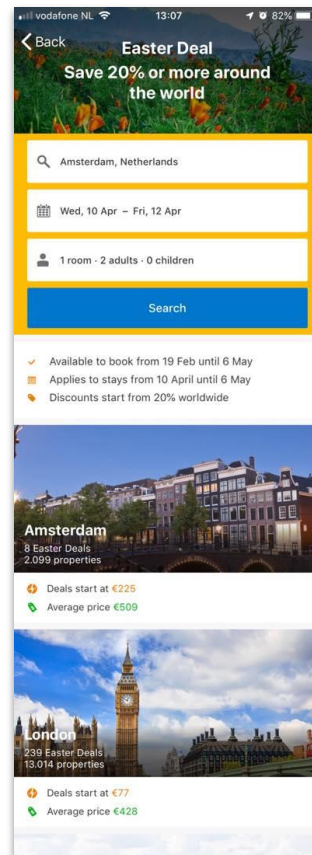 vodafone NL 13:07 82%
Back
Easter Deal
Save 20% or more around
the world
Amsterdam, Netherlands
Wed, 10 Apr – Fri, 12 Apr
1 room · 2 adults · 0 children
Search
Available to book from 19 Feb until 6 May
Applies to stays from 10 April until 6 May
Discounts start from 20% worldwide
Amsterdam
8 Easter Deals
2.099 properties
Deals start at €225
Average price €509
London
239 Easter Deals
13.014 properties
Deals start at €77
Average price €428